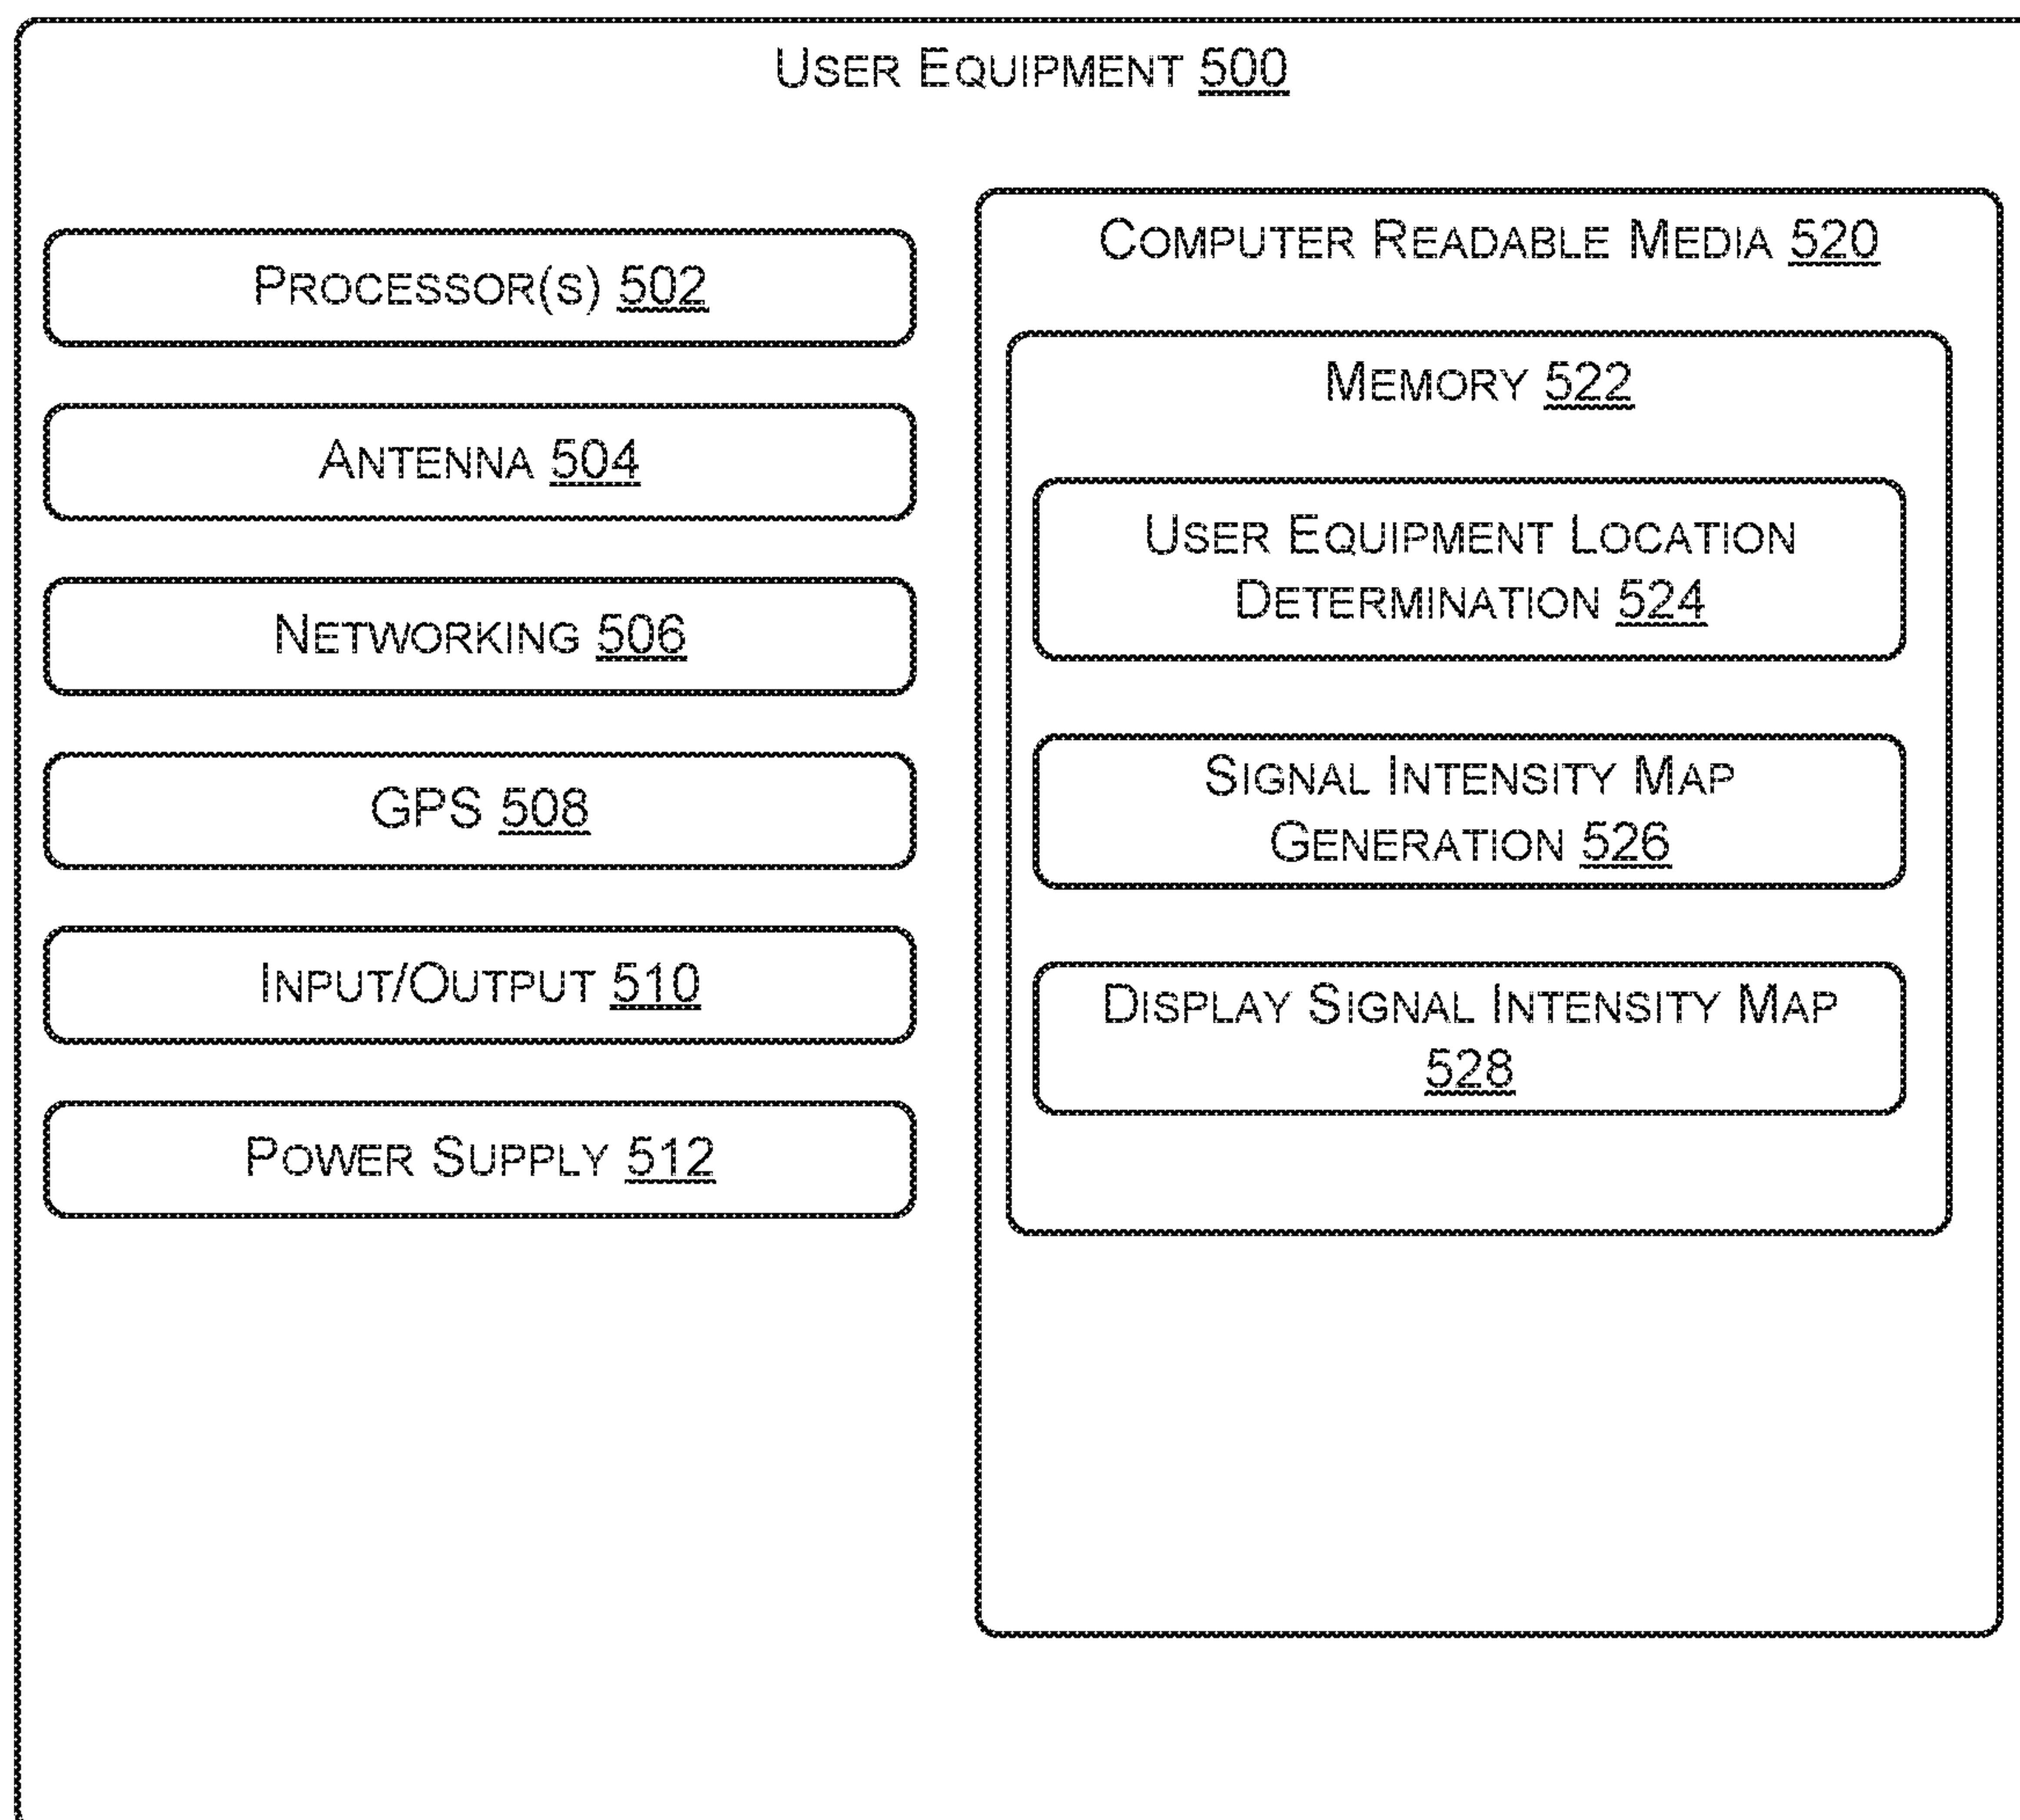 USER EQUIPMENT 500
PROCESSOR(S) 502
ANTENNA 504
NETWORKING 506
GPS 508
INPUT/OUTPUT 510
POWER SUPPLY 512
COMPUTER READABLE MEDIA 520
MEMORY 522
USER EQUIPMENT LOCATION
DETERMINATION 524
SIGNAL INTENSITY MAP
GENERATION 526
DISPLAY SIGNAL INTENSITY MAP
528